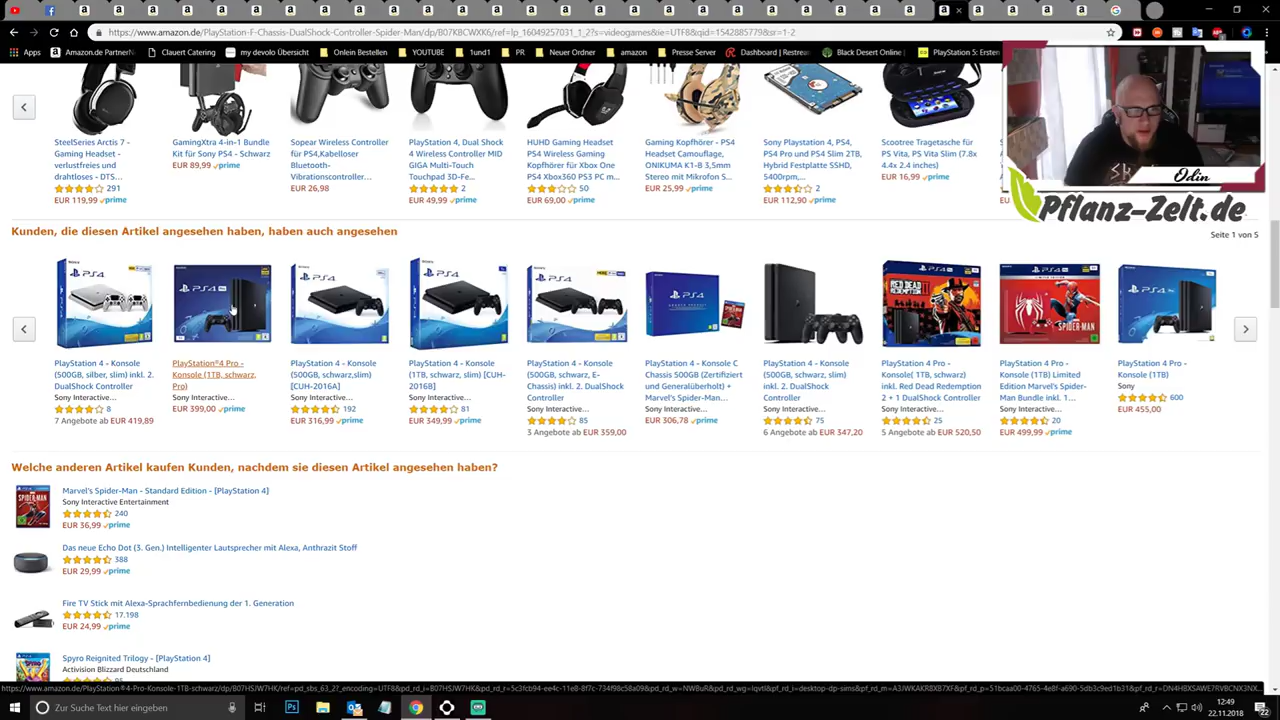 https://www.amazon.de/PlayStation-F-Chassis-DualShock-Controller-Spider-Man/dp/B07KBCWXX6/ref=lp_16049257031_1_2?s=videogames&ie=UTF8&qid=1542885779&sr=1-2
Apps
Amazon.de PartnerN
Clauert Catering
my devolo Übersicht
Onlein Bestellen
YOUTUBE
1und1
PR
Neuer Ordner
amazon
Presse Server
Dashboard | Restrea
Black Desert Online
PlayStation 5: Ersten
SteelSeries Arctis 7 -
Gaming Headset -
verlustfreies und
drahtloses - DTS...
291
EUR 119,99 prime
GamingXtra 4-in-1 Bundle
Kit für Sony PS4 - Schwarz
EUR 89,99 prime
Sopear Wireless Controller
für PS4,Kabelloser
Bluetooth-
Vibrationscontroller...
EUR 26,98
PlayStation 4, Dual Shock
4 Wireless Controller MID
GIGA Multi-Touch
Touchpad 3D-Fe...
2
EUR 49,99 prime
HUHD Gaming Headset
PS4 Wireless Gaming
Kopfhörer für Xbox One
PS4 Xbox360 PS3 PC m...
50
EUR 69,00 prime
Gaming Kopfhörer - PS4
Headset Camouflage,
ONIKUMA K1-B 3,5mm
Stereo mit Mikrofon S...
EUR 25,99 prime
Sony Playstation 4, PS4,
PS4 Pro und PS4 Slim 2TB,
Hybrid Festplatte SSHD,
5400rpm,...
2
EUR 112,90 prime
Scootree Tragetasche für
PS Vita, PS Vita Slim (7.8x
4.4x 2.4 inches)
EUR 16,99 prime
Odin
Pflanz-Zelt.de
Kunden, die diesen Artikel angesehen haben, haben auch angesehen
Seite 1 von 5
PlayStation 4 - Konsole
(500GB, silber, slim) inkl. 2.
DualShock Controller
Sony Interactive...
8
7 Angebote ab EUR 419,89
PlayStation®4 Pro -
Konsole (1TB, schwarz,
Pro)
Sony Interactive...
EUR 399,00 prime
PlayStation 4 - Konsole
(500GB, schwarz,slim)
[CUH-2016A]
Sony Interactive...
192
EUR 316,99 prime
PlayStation 4 - Konsole
(1TB, schwarz, slim) [CUH-
2016B]
Sony Interactive...
81
EUR 349,99 prime
PlayStation 4 - Konsole
(500GB, schwarz, E-
Chassis) inkl. 2. DualShock
Controller
Sony Interactive...
85
3 Angebote ab EUR 359,00
PlayStation 4 - Konsole C
Chassis 500GB (Zertifiziert
und Generalüberholt) +
Marvel's Spider-Man...
Sony Interactive...
EUR 306,78 prime
PlayStation 4 - Konsole
(500GB, schwarz, slim)
inkl. 2. DualShock
Controller
Sony Interactive...
75
6 Angebote ab EUR 347,20
PlayStation 4 Pro -
Konsole( 1TB, schwarz)
inkl. Red Dead Redemption
2 + 1 DualShock Controller
Sony Interactive...
25
5 Angebote ab EUR 520,50
PlayStation 4 Pro -
Konsole (1TB) Limited
Edition Marvel's Spider-
Man Bundle inkl. 1...
Sony Interactive...
20
EUR 499,99 prime
PlayStation 4 Pro -
Konsole (1TB)
Sony
600
EUR 455,00
Welche anderen Artikel kaufen Kunden, nachdem sie diesen Artikel angesehen haben?
Marvel's Spider-Man - Standard Edition - [PlayStation 4]
Sony Interactive Entertainment
240
EUR 36,99 prime
Das neue Echo Dot (3. Gen.) Intelligenter Lautsprecher mit Alexa, Anthrazit Stoff
388
EUR 29,99 prime
Fire TV Stick mit Alexa-Sprachfernbedienung der 1. Generation
17.198
EUR 24,99 prime
Spyro Reignited Trilogy - [PlayStation 4]
Activision Blizzard Deutschland
Zur Suche Text hier eingeben
12:49
22.11.2018
22